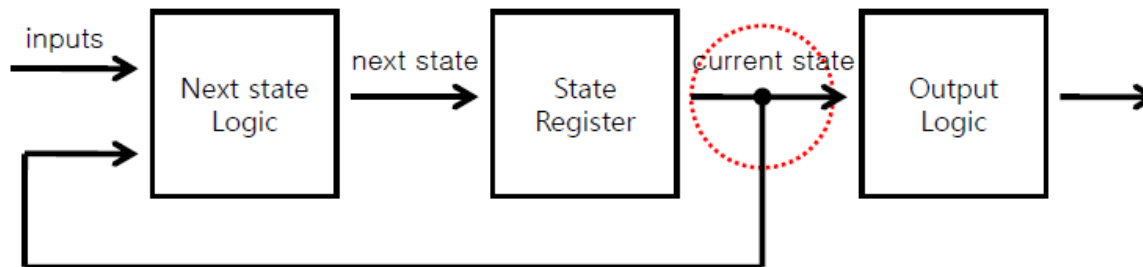 inputs
Next state
Logic
next state
State
Register
current state
Output
Logic